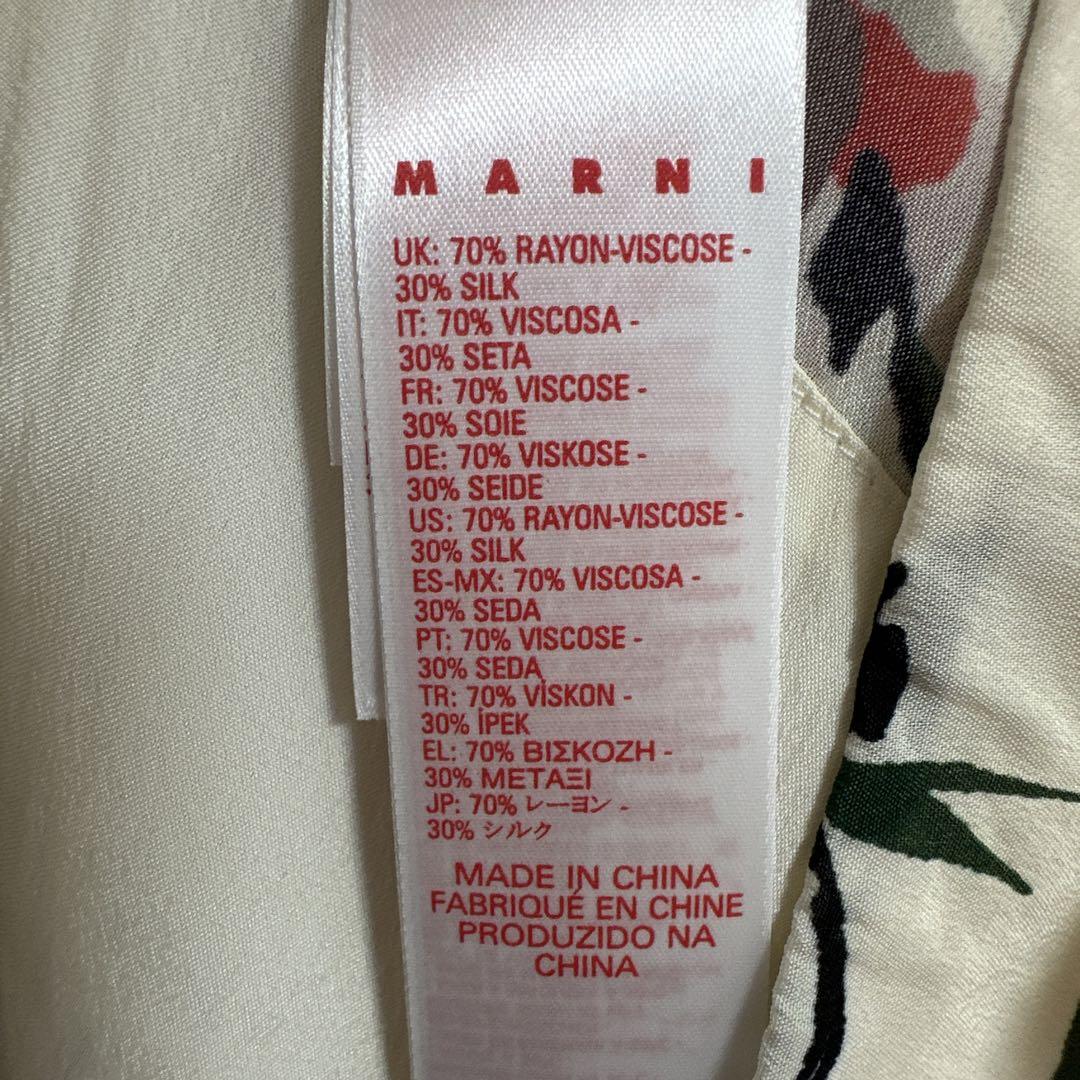 MARNI
UK: 70% RAYON-VISCOSE -
30% SILK
IT: 70% VISCOSA -
30% SETA
FR: 70% VISCOSE -
30% SOIE
DE: 70% VISKOSE -
30% SEIDE
US: 70% RAYON-VISCOSE -
30% SILK
ES-MX: 70% VISCOSA -
30% SEDA
PT: 70% VISCOSE -
30% SEDA
TR: 70% VİSKON -
30% İPEK
EL: 70% ΒΙΣΚΟΖΗ -
30% ΜΕΤΑΞΙ
JP: 70% レーヨン -
30% シルク
MADE IN CHINA
FABRIQUÉ EN CHINE
PRODUZIDO NA
CHINA